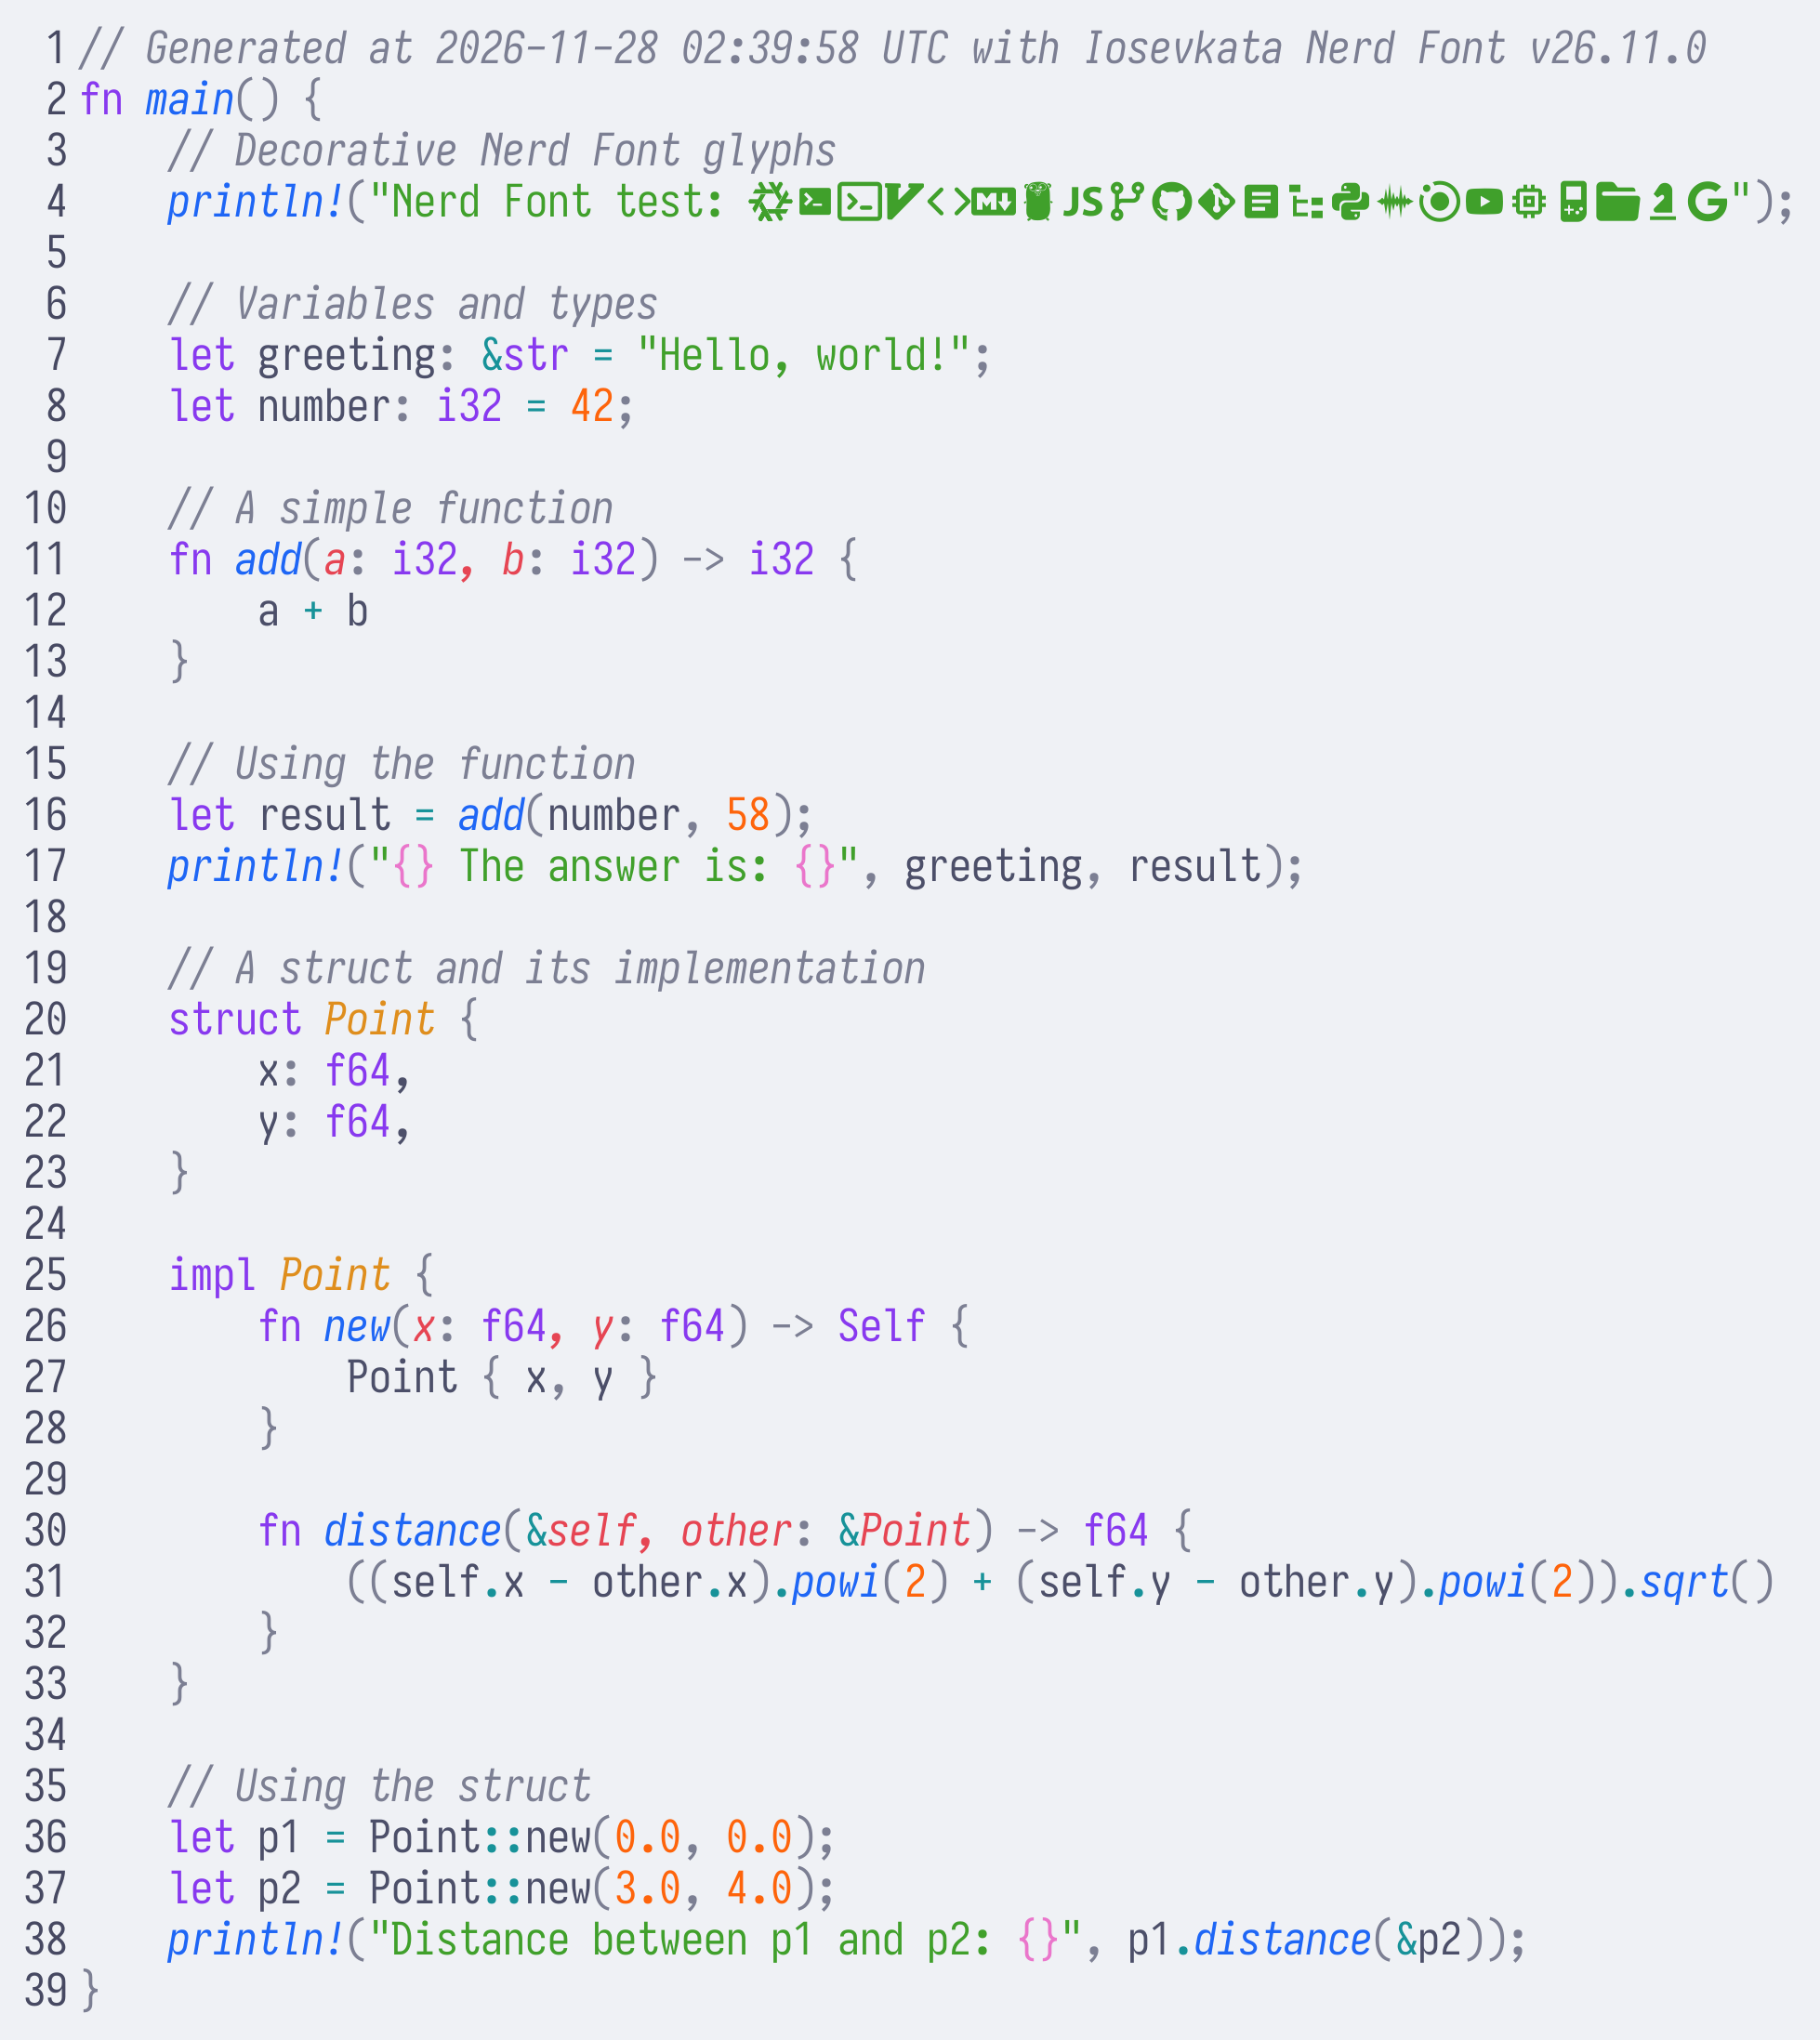 1 // Generated at 2026-11-28 02:39:58 UTC with Iosevkata Nerd Font v26.11.0
2 fn main() {
3     // Decorative Nerd Font glyphs
4     println!("Nerd Font test: JS G");
5
6     // Variables and types
7     let greeting: &str = "Hello, world!";
8     let number: i32 = 42;
9
10     // A simple function
11     fn add(a: i32, b: i32) -> i32 {
12         a + b
13     }
14
15     // Using the function
16     let result = add(number, 58);
17     println!("{} The answer is: {}", greeting, result);
18
19     // A struct and its implementation
20     struct Point {
21         x: f64,
22         y: f64,
23     }
24
25     impl Point {
26         fn new(x: f64, y: f64) -> Self {
27             Point { x, y }
28         }
29
30         fn distance(&self, other: &Point) -> f64 {
31             ((self.x - other.x).powi(2) + (self.y - other.y).powi(2)).sqrt()
32         }
33     }
34
35     // Using the struct
36     let p1 = Point::new(0.0, 0.0);
37     let p2 = Point::new(3.0, 4.0);
38     println!("Distance between p1 and p2: {}", p1.distance(&p2));
39 }